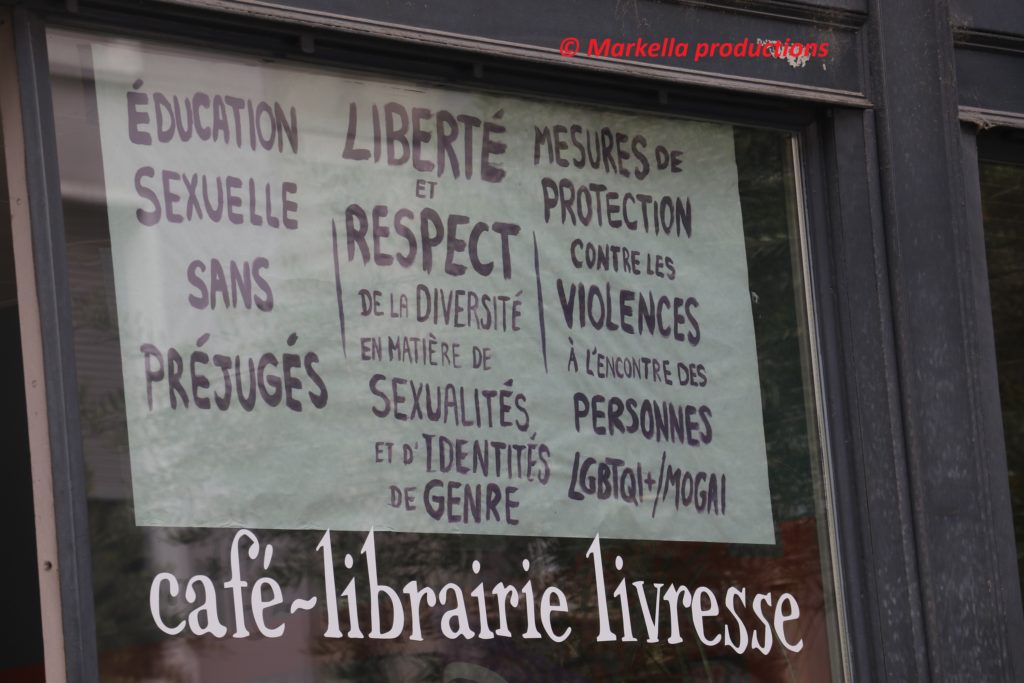 © Markella productions
ÉDUCATION
SEXUELLE
SANS
PRÉJUGÉS
LIBERTÉ
ET
RESPECT
DE LA DIVERSITÉ
EN MATIÈRE DE
SEXUALITÉS
ET D'IDENTITÉS
DE GENRE
MESURES DE
PROTECTION
CONTRE LES
VIOLENCES
À L'ENCONTRE DES
PERSONNES
LGBTQI+/MOGAI
café~librairie livresse